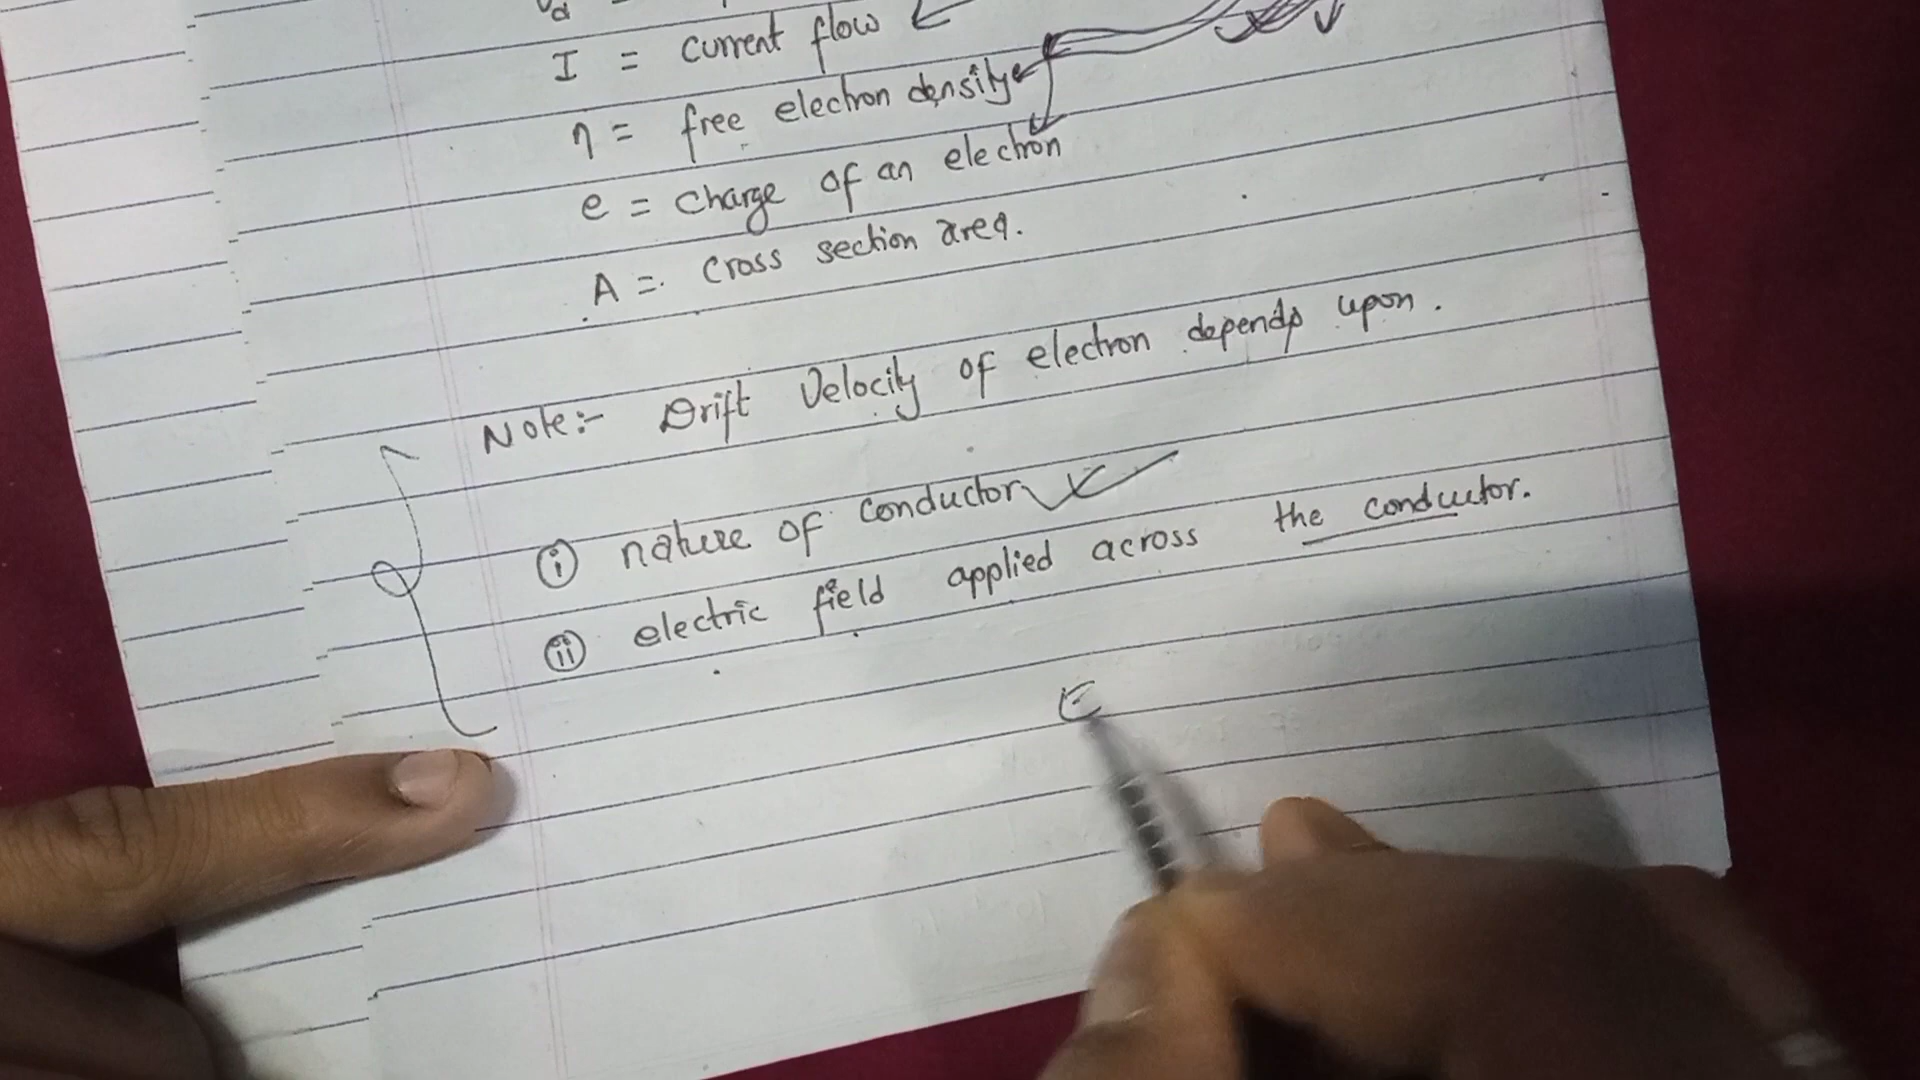 I = current flow
η = free electron density
e = charge of an electron
A = cross section area.
Note:- Drift Velocity of electron depends upon.
(i) nature of conductor
(ii) electric field applied across the conductor.
E